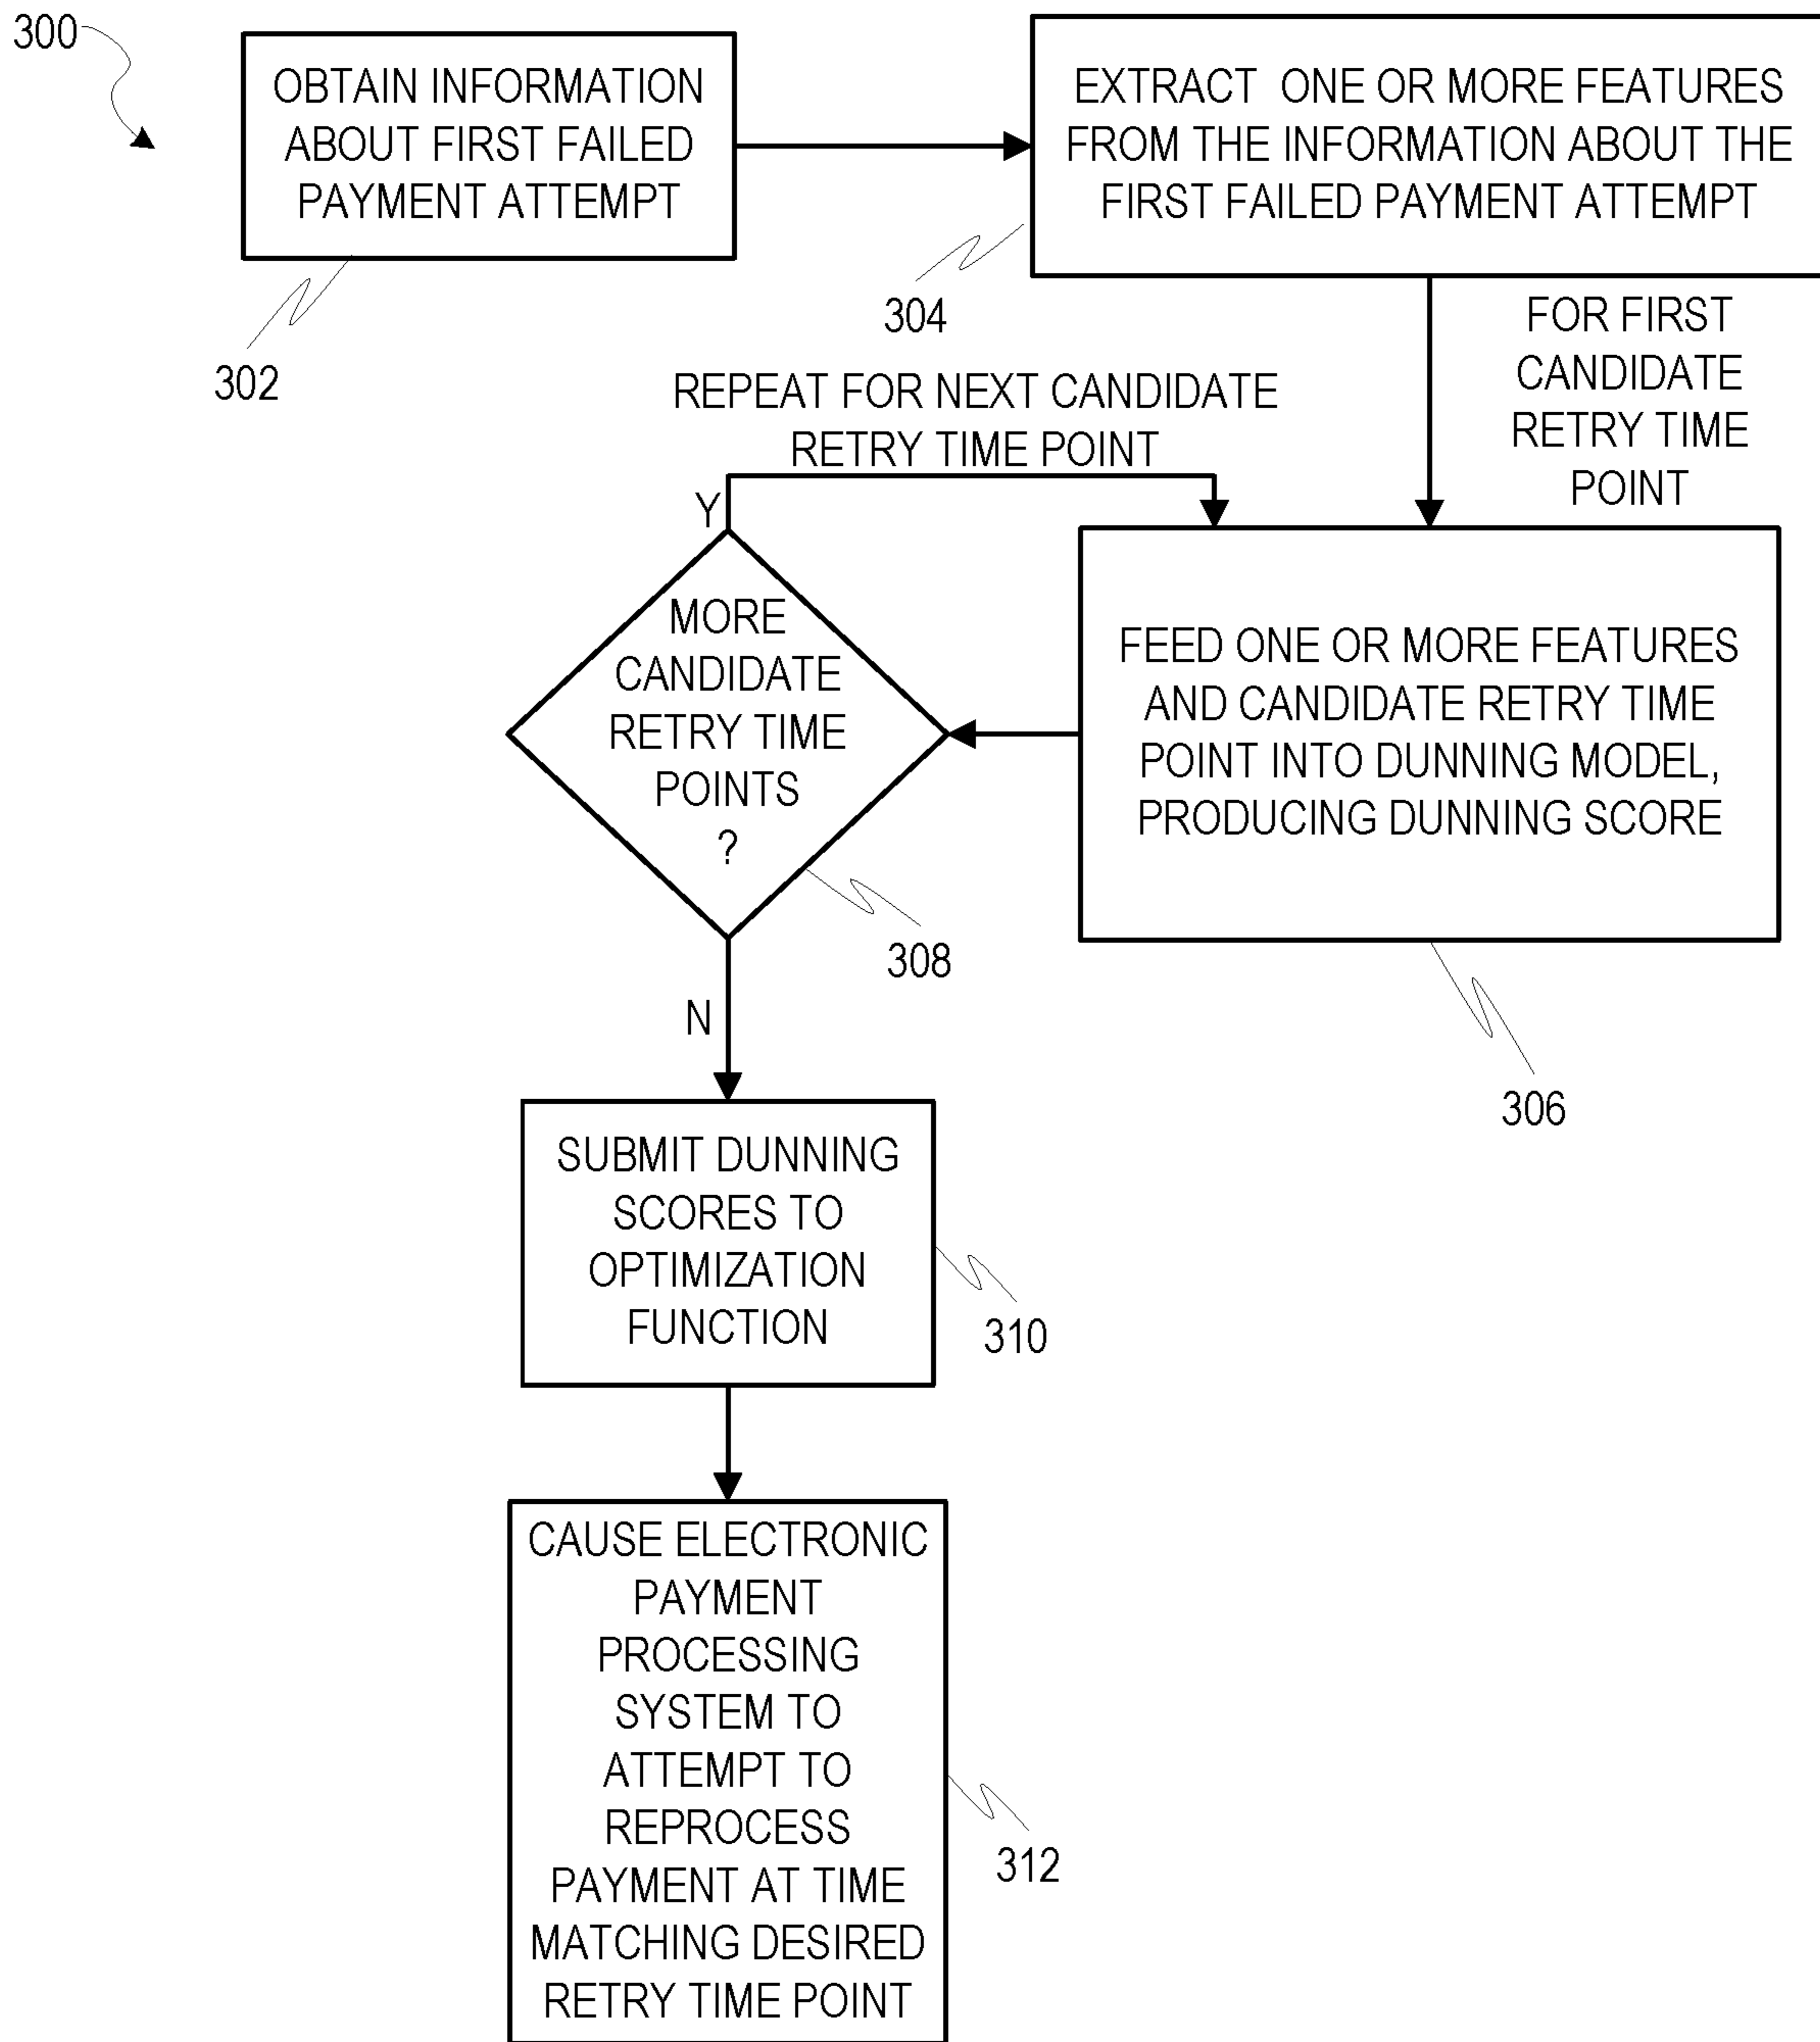 300
OBTAIN INFORMATION
ABOUT FIRST FAILED
PAYMENT ATTEMPT
302
EXTRACT ONE OR MORE FEATURES
FROM THE INFORMATION ABOUT THE
FIRST FAILED PAYMENT ATTEMPT
304
FOR FIRST
CANDIDATE
RETRY TIME
POINT
REPEAT FOR NEXT CANDIDATE
RETRY TIME POINT
Y
FEED ONE OR MORE FEATURES
AND CANDIDATE RETRY TIME
POINT INTO DUNNING MODEL,
PRODUCING DUNNING SCORE
306
MORE
CANDIDATE
RETRY TIME
POINTS
?
308
N
SUBMIT DUNNING
SCORES TO
OPTIMIZATION
FUNCTION
310
CAUSE ELECTRONIC
PAYMENT
PROCESSING
SYSTEM TO
ATTEMPT TO
REPROCESS
PAYMENT AT TIME
MATCHING DESIRED
RETRY TIME POINT
312